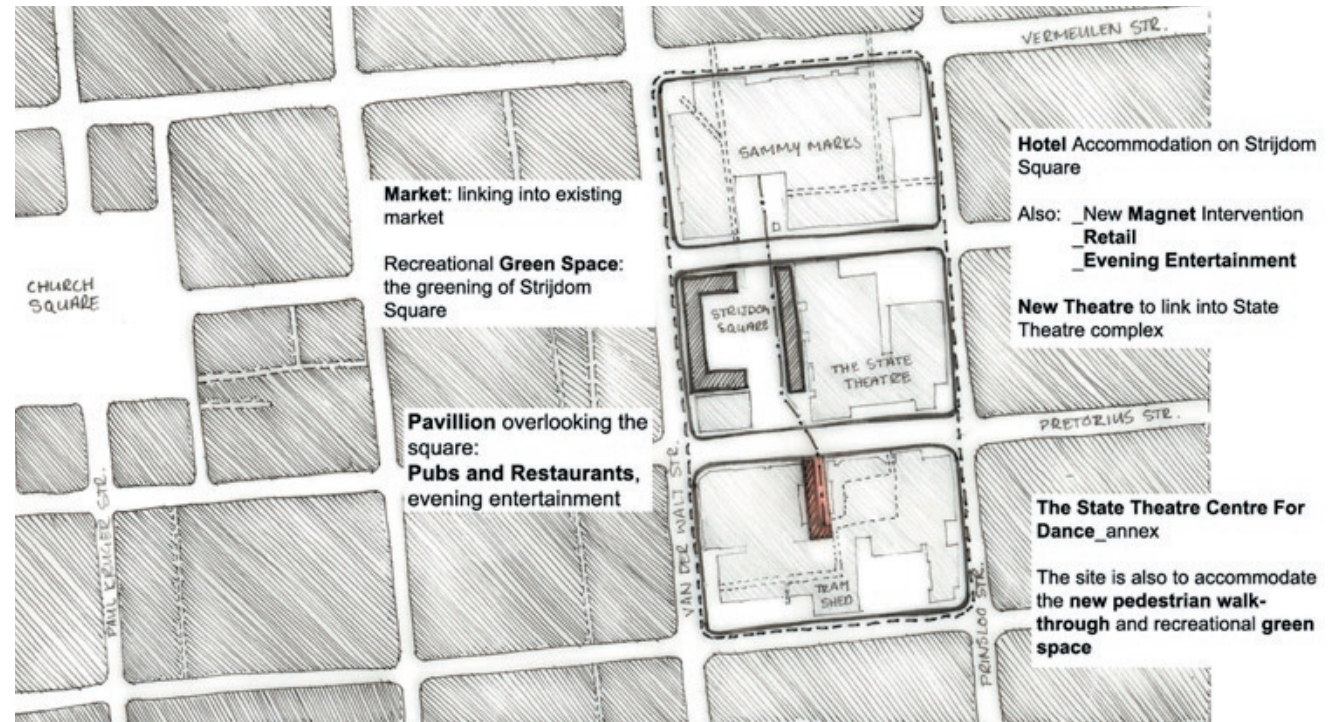 VERMEULEN STR.
SAMMY MARKS
Market: linking into existing
market
Recreational Green Space:
the greening of Strijdom
Square
Hotel Accommodation on Strijdom
Square
Also: _New Magnet Intervention
_Retail
_Evening Entertainment
New Theatre to link into State
Theatre complex
CHURCH
SQUARE
STRIJDOM
SQUARE
THE STATE
THEATRE
Pavillion overlooking the
square:
Pubs and Restaurants,
evening entertainment
PRETORIUS STR.
PAUL KRUGER STR.
VAN DER WALT STR.
TEAM
SHED
PRINSLOO STR.
The State Theatre Centre For
Dance_annex
The site is also to accommodate
the new pedestrian walk-
through and recreational green
space